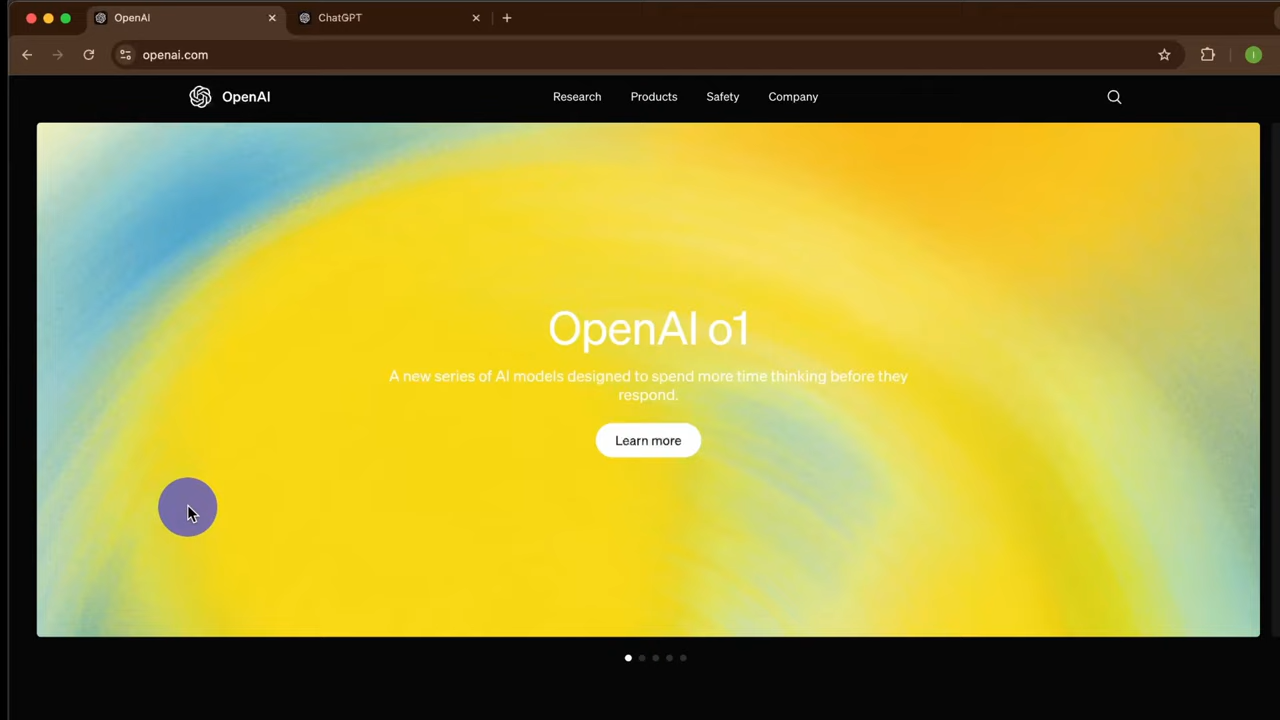 OpenAI
ChatGPT
openai.com
I
OpenAI
Research
Products
Safety
Company
OpenAI o1
A new series of AI models designed to spend more time thinking before they
respond.
Learn more